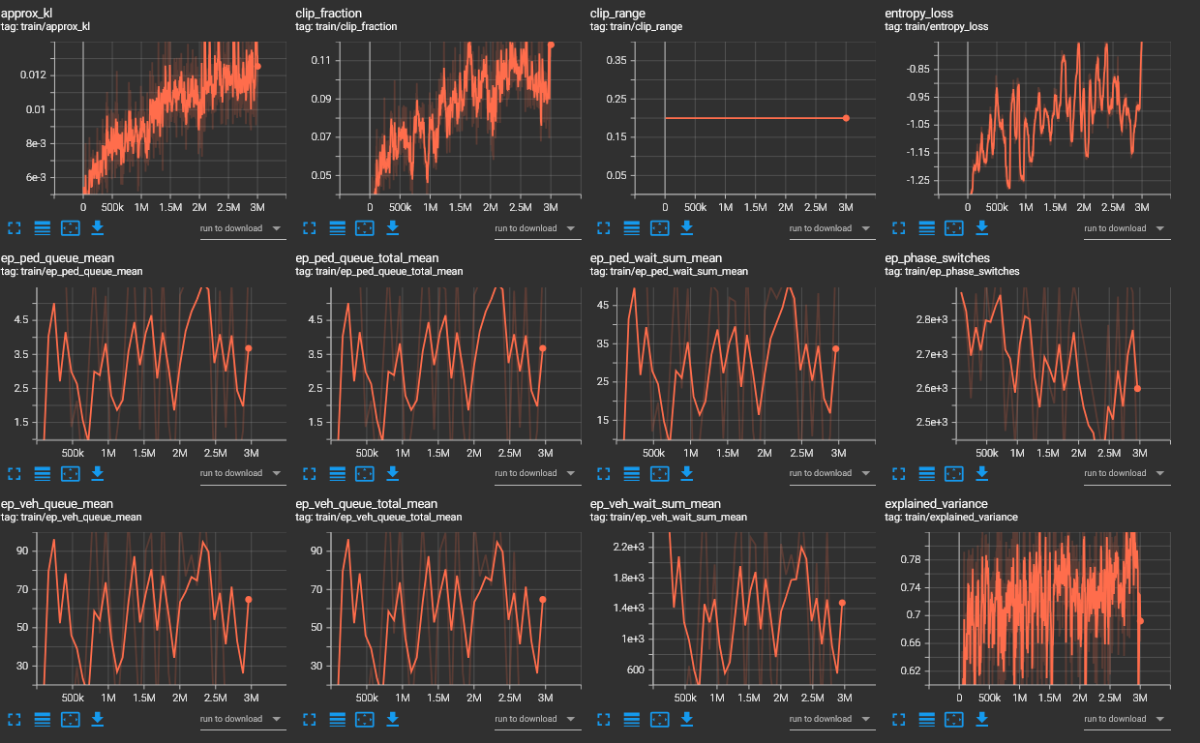 approx_kl
tag: train/approx_kl
0.012
0.01
8e-3
6e-3
0 500k 1M 1.5M 2M 2.5M 3M
run to download
clip_fraction
tag: train/clip_fraction
0.11
0.09
0.07
0.05
0 500k 1M 1.5M 2M 2.5M 3M
run to download
clip_range
tag: train/clip_range
0.35
0.25
0.15
0.05
0 500k 1M 1.5M 2M 2.5M 3M
run to download
entropy_loss
tag: train/entropy_loss
-0.85
-0.95
-1.05
-1.15
-1.25
0 500k 1M 1.5M 2M 2.5M 3M
run to download
ep_ped_queue_mean
tag: train/ep_ped_queue_mean
4.5
3.5
2.5
1.5
500k 1M 1.5M 2M 2.5M 3M
run to download
ep_ped_queue_total_mean
tag: train/ep_ped_queue_total_mean
4.5
3.5
2.5
1.5
500k 1M 1.5M 2M 2.5M 3M
run to download
ep_ped_wait_sum_mean
tag: train/ep_ped_wait_sum_mean
45
35
25
15
500k 1M 1.5M 2M 2.5M 3M
run to download
ep_phase_switches
tag: train/ep_phase_switches
2.8e+3
2.7e+3
2.6e+3
2.5e+3
500k 1M 1.5M 2M 2.5M 3M
run to download
ep_veh_queue_mean
tag: train/ep_veh_queue_mean
90
70
50
30
500k 1M 1.5M 2M 2.5M 3M
run to download
ep_veh_queue_total_mean
tag: train/ep_veh_queue_total_mean
90
70
50
30
500k 1M 1.5M 2M 2.5M 3M
run to download
ep_veh_wait_sum_mean
tag: train/ep_veh_wait_sum_mean
2.2e+3
1.8e+3
1.4e+3
1e+3
600
500k 1M 1.5M 2M 2.5M 3M
run to download
explained_variance
tag: train/explained_variance
0.78
0.74
0.7
0.66
0.62
0 500k 1M 1.5M 2M 2.5M 3M
run to download